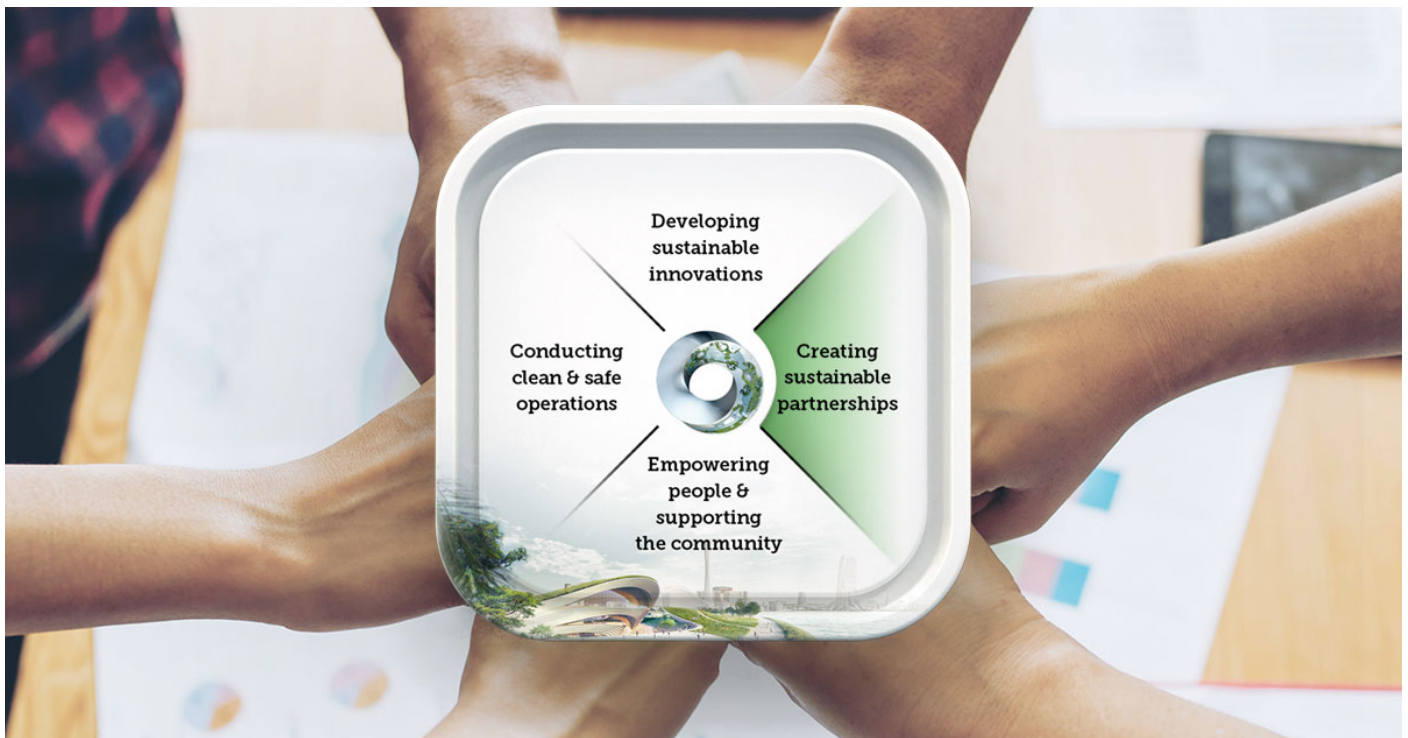 Developing
sustainable
innovations
Conducting
clean & safe
operations
Creating
sustainable
partnerships
Empowering
people &
supporting
the community